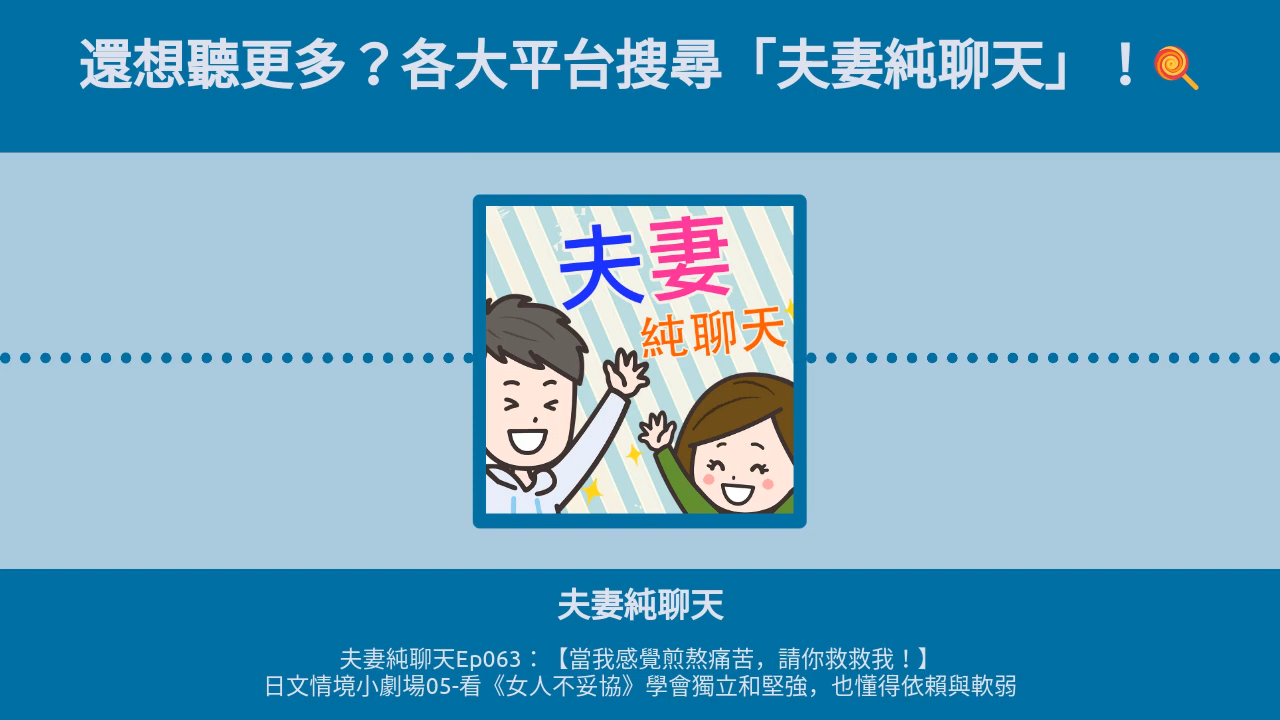 還想聽更多？各大平台搜尋「夫妻純聊天」！
夫妻
純聊天
夫妻純聊天
夫妻純聊天Ep063：【當我感覺煎熬痛苦，請你救救我！】
日文情境小劇場05-看《女人不妥協》學會獨立和堅強，也懂得依賴與軟弱